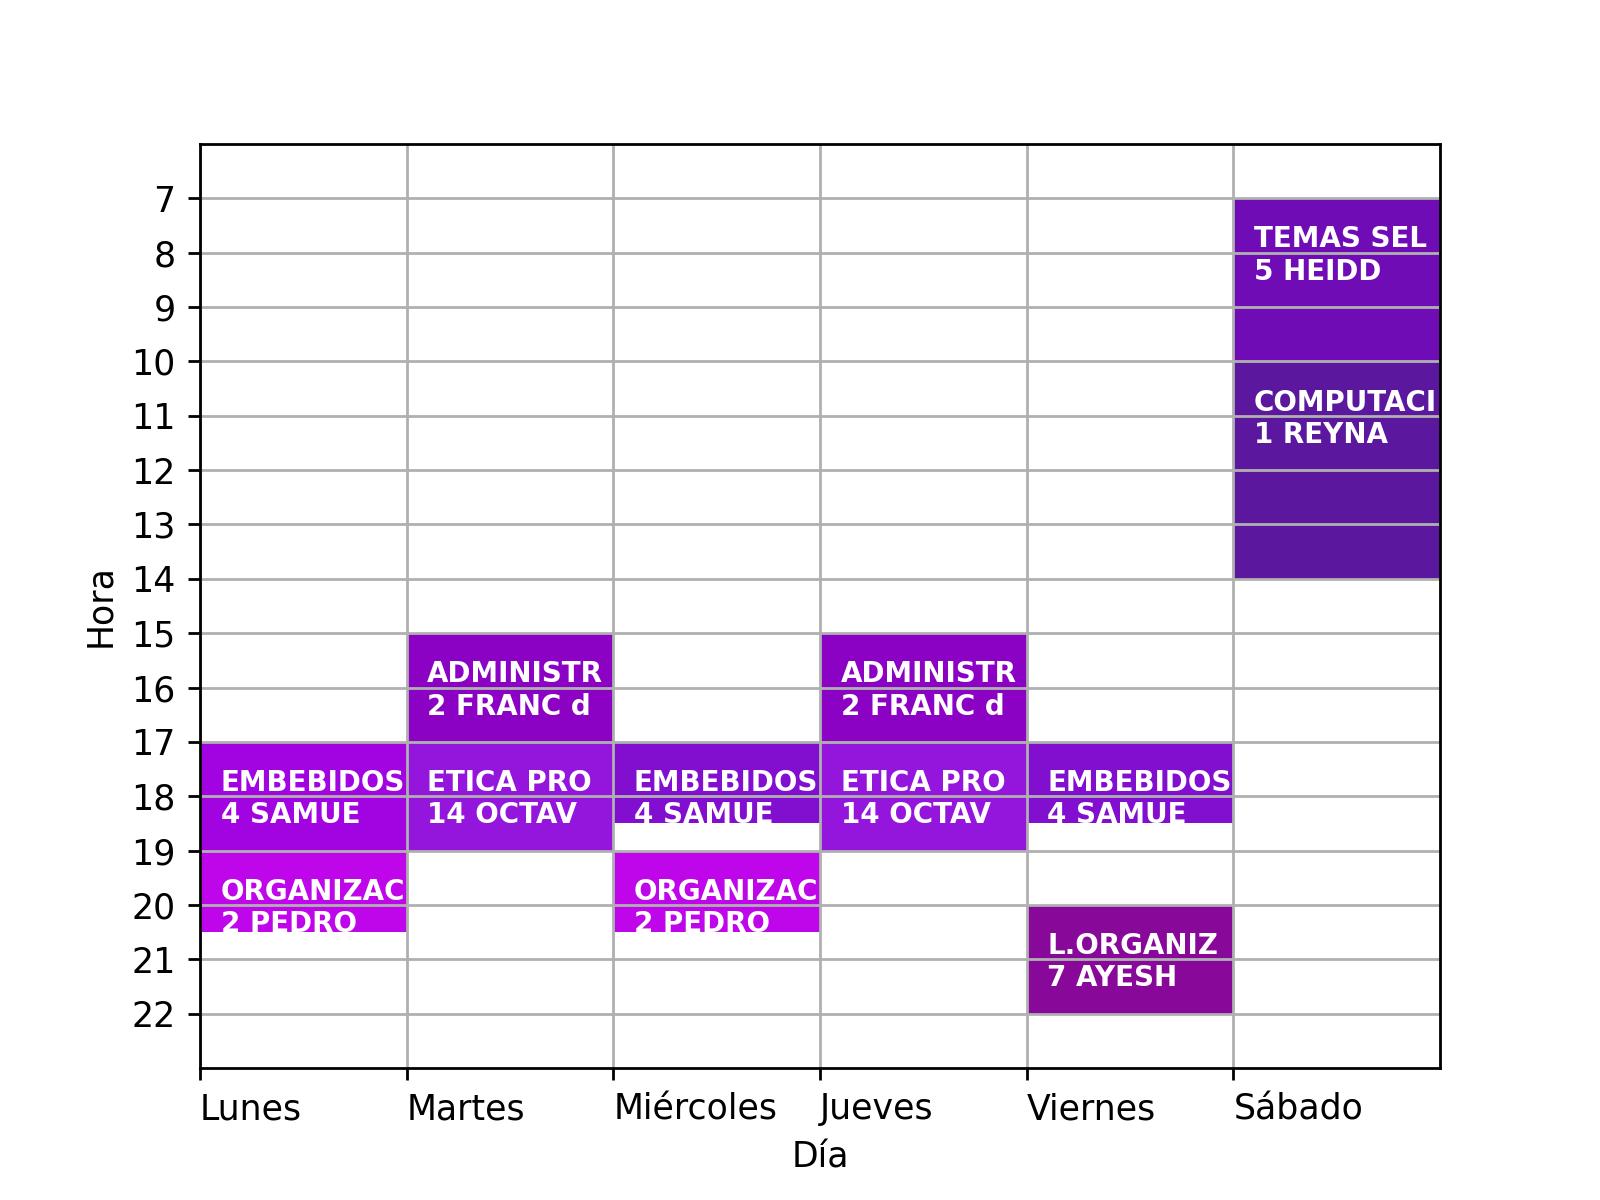 7
8
9
10
11
12
13
14
15
16
17
18
19
20
21
22
Hora
TEMAS SEL
5 HEIDD
COMPUTACI
1 REYNA
ADMINISTR
2 FRANC d
ADMINISTR
2 FRANC d
EMBEBIDOS
4 SAMUE
ETICA PRO
14 OCTAV
EMBEBIDOS
4 SAMUE
ETICA PRO
14 OCTAV
EMBEBIDOS
4 SAMUE
ORGANIZAC
2 PEDRO
ORGANIZAC
2 PEDRO
L.ORGANIZ
7 AYESH
Lunes
Martes
Miércoles
Jueves
Viernes
Sábado
Día